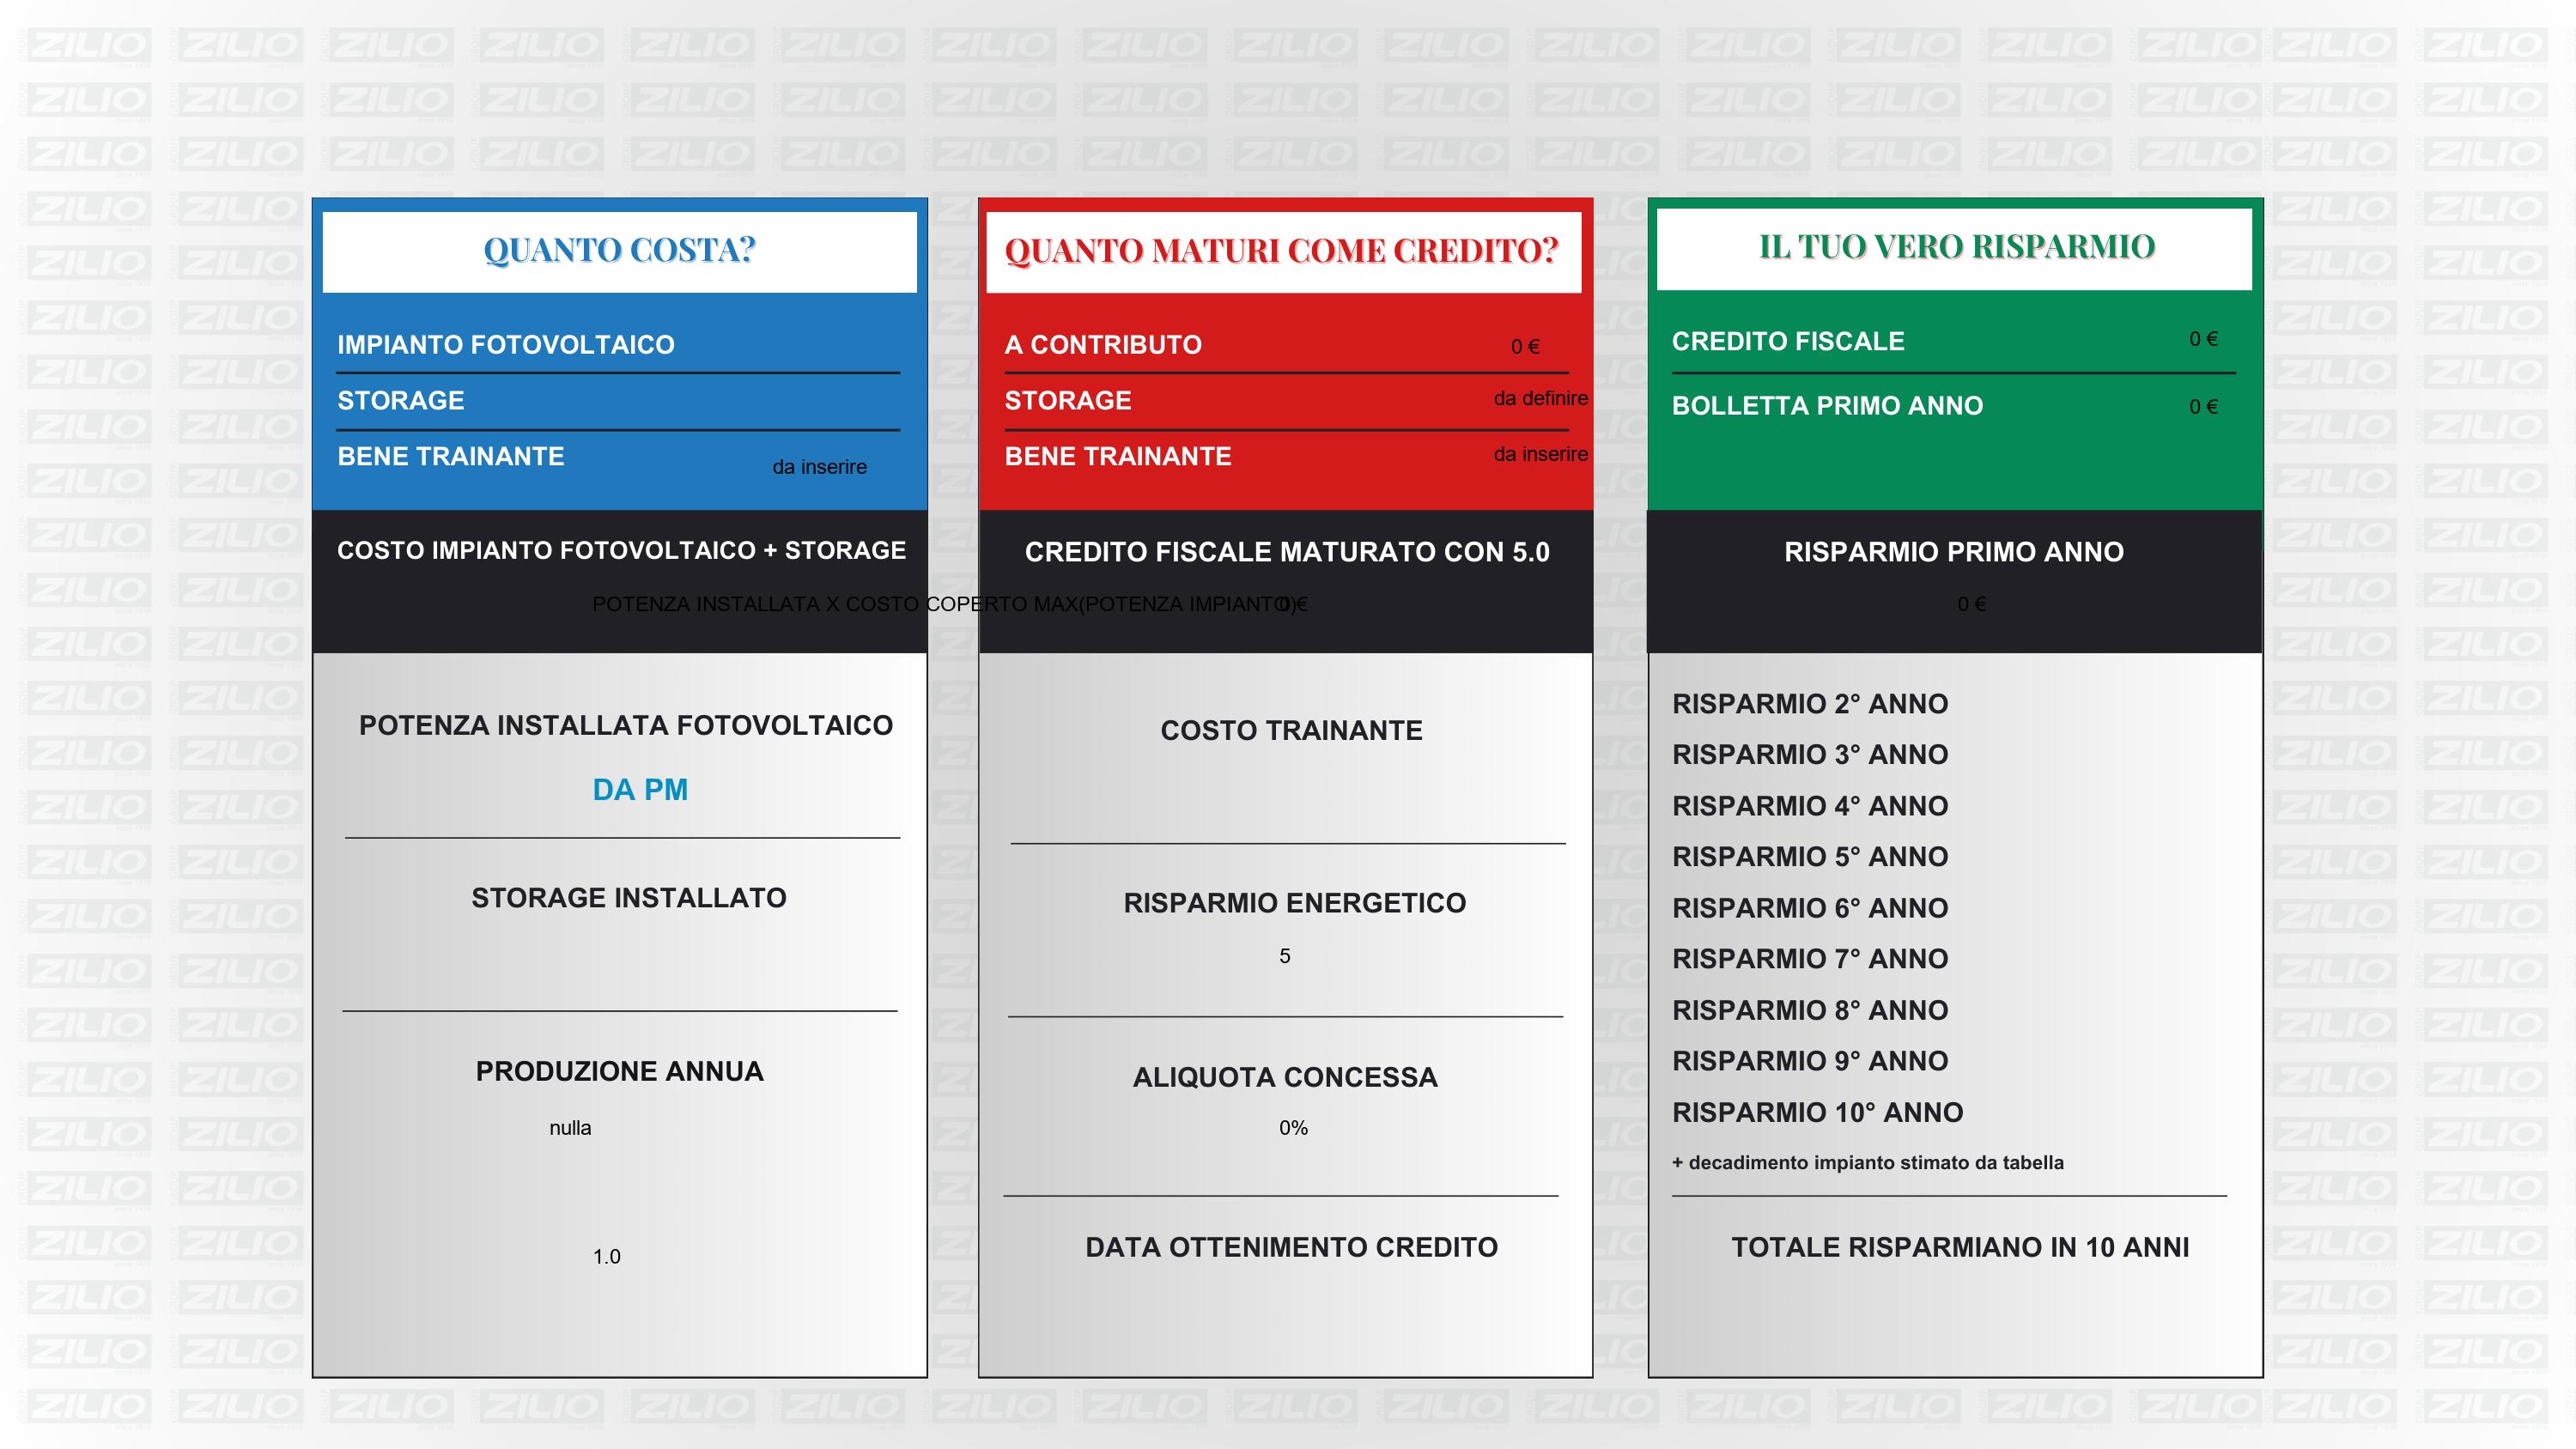 QUANTO COSTA?
IMPIANTO FOTOVOLTAICO
STORAGE
BENE TRAINANTE
da inserire
COSTO IMPIANTO FOTOVOLTAICO + STORAGE
POTENZA INSTALLATA X COSTO COPERTO MAX(POTENZA IMPIANTO)
POTENZA INSTALLATA FOTOVOLTAICO
DA PM
STORAGE INSTALLATO
PRODUZIONE ANNUA
nulla
1.0
QUANTO MATURI COME CREDITO?
A CONTRIBUTO 0 €
STORAGE da definire
BENE TRAINANTE da inserire
CREDITO FISCALE MATURATO CON 5.0
0 €
COSTO TRAINANTE
RISPARMIO ENERGETICO
5
ALIQUOTA CONCESSA
0%
DATA OTTENIMENTO CREDITO
IL TUO VERO RISPARMIO
CREDITO FISCALE 0 €
BOLLETTA PRIMO ANNO 0 €
RISPARMIO PRIMO ANNO
0 €
RISPARMIO 2° ANNO
RISPARMIO 3° ANNO
RISPARMIO 4° ANNO
RISPARMIO 5° ANNO
RISPARMIO 6° ANNO
RISPARMIO 7° ANNO
RISPARMIO 8° ANNO
RISPARMIO 9° ANNO
RISPARMIO 10° ANNO
+ decadimento impianto stimato da tabella
TOTALE RISPARMIANO IN 10 ANNI
ZILIO